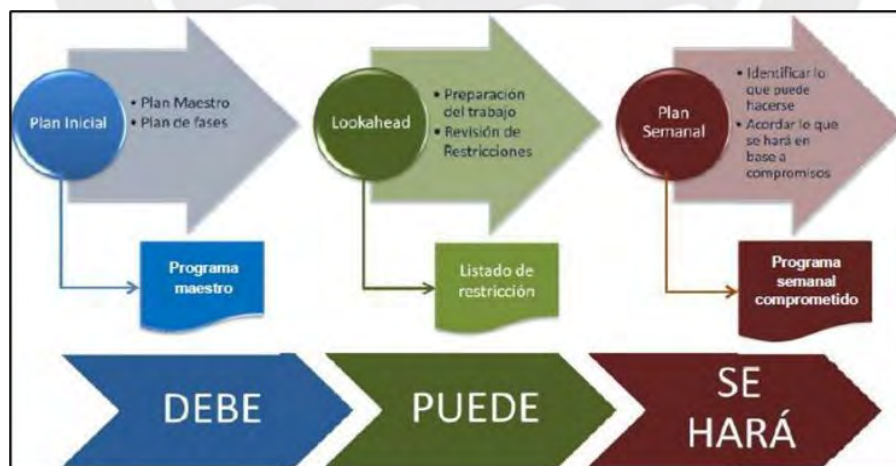 Plan Inicial
• Plan Maestro
• Plan de fases
Programa
maestro
Lookahead
• Preparación
del trabajo
• Revisión de
Restricciones
Listado de
restricción
Plan
Semanal
• Identificar lo
que puede
hacerse
• Acordar lo que
se hará en
base a
compromisos
Programa
semanal
comprometido
DEBE
PUEDE
SE
HARÁ